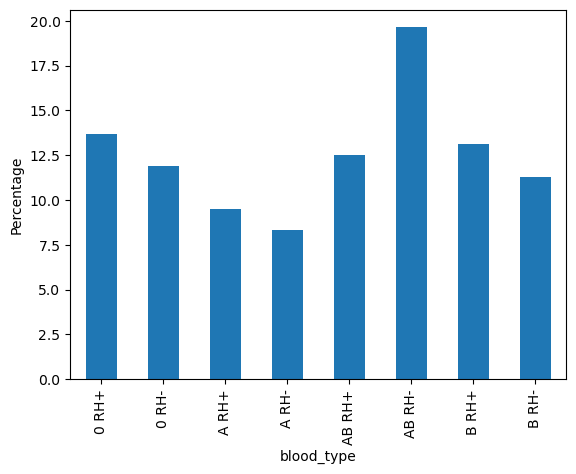 20.0
17.5
15.0
12.5
10.0
7.5
5.0
2.5
0.0
Percentage
0 RH+
0 RH-
A RH+
A RH-
AB RH+
AB RH-
B RH+
B RH-
blood_type